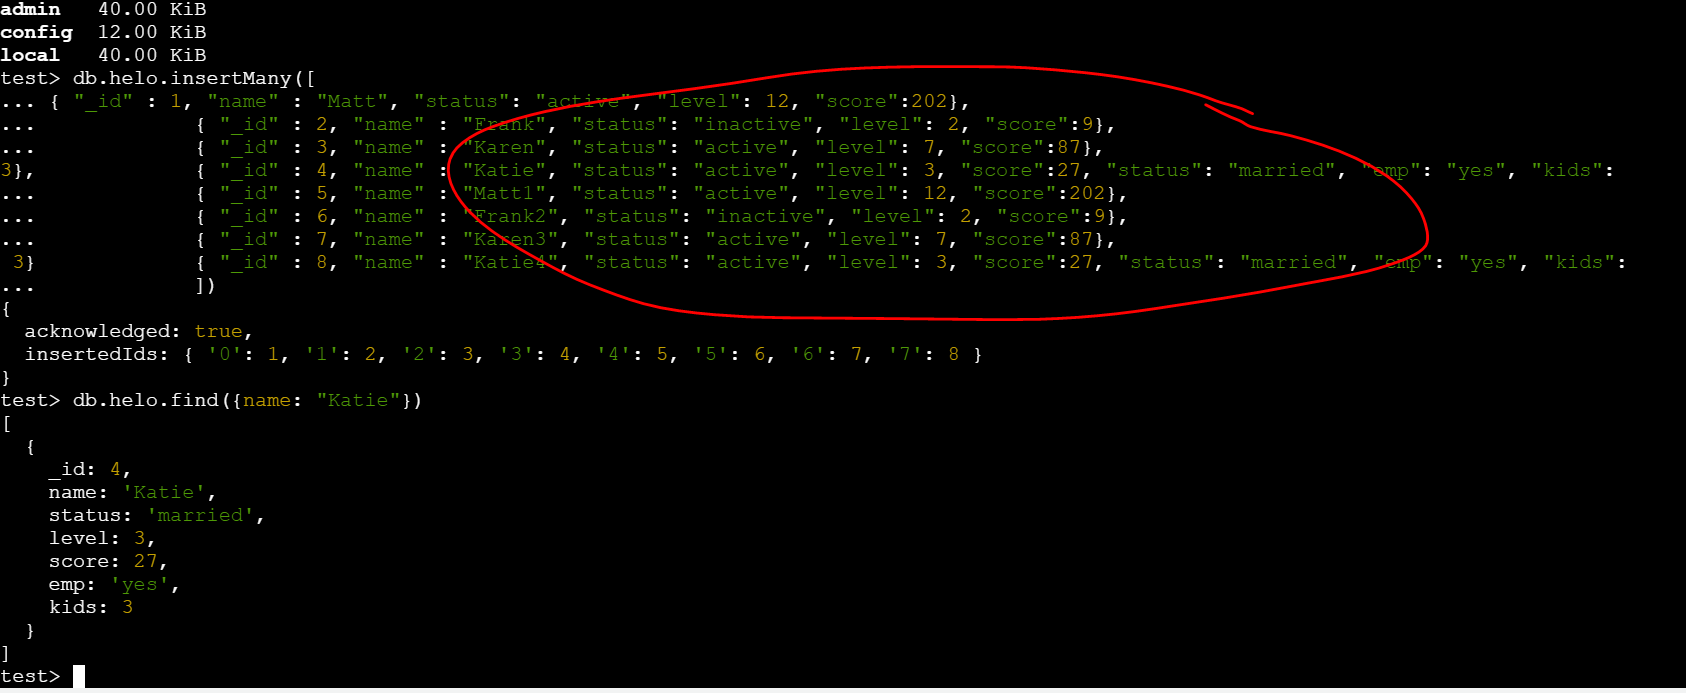 admin   40.00 KiB
config  12.00 KiB
local   40.00 KiB
test> db.helo.insertMany([
... { "_id" : 1, "name" : "Matt", "status": "active", "level": 12, "score":202},
...             { "_id" : 2, "name" : "Frank", "status": "inactive", "level": 2, "score":9},
...             { "_id" : 3, "name" : "Karen", "status": "active", "level": 7, "score":87},
3},             { "_id" : 4, "name" : "Katie", "status": "active", "level": 3, "score":27, "status": "married", "emp": "yes", "kids":
...             { "_id" : 5, "name" : "Matt1", "status": "active", "level": 12, "score":202},
...             { "_id" : 6, "name" : "Frank2", "status": "inactive", "level": 2, "score":9},
...             { "_id" : 7, "name" : "Karen3", "status": "active", "level": 7, "score":87},
 3}             { "_id" : 8, "name" : "Katie4", "status": "active", "level": 3, "score":27, "status": "married", "emp": "yes", "kids":
...             ])
{
  acknowledged: true,
  insertedIds: { '0': 1, '1': 2, '2': 3, '3': 4, '4': 5, '5': 6, '6': 7, '7': 8 }
}
test> db.helo.find({name: "Katie"})
[
  {
    _id: 4,
    name: 'Katie',
    status: 'married',
    level: 3,
    score: 27,
    emp: 'yes',
    kids: 3
  }
]
test>